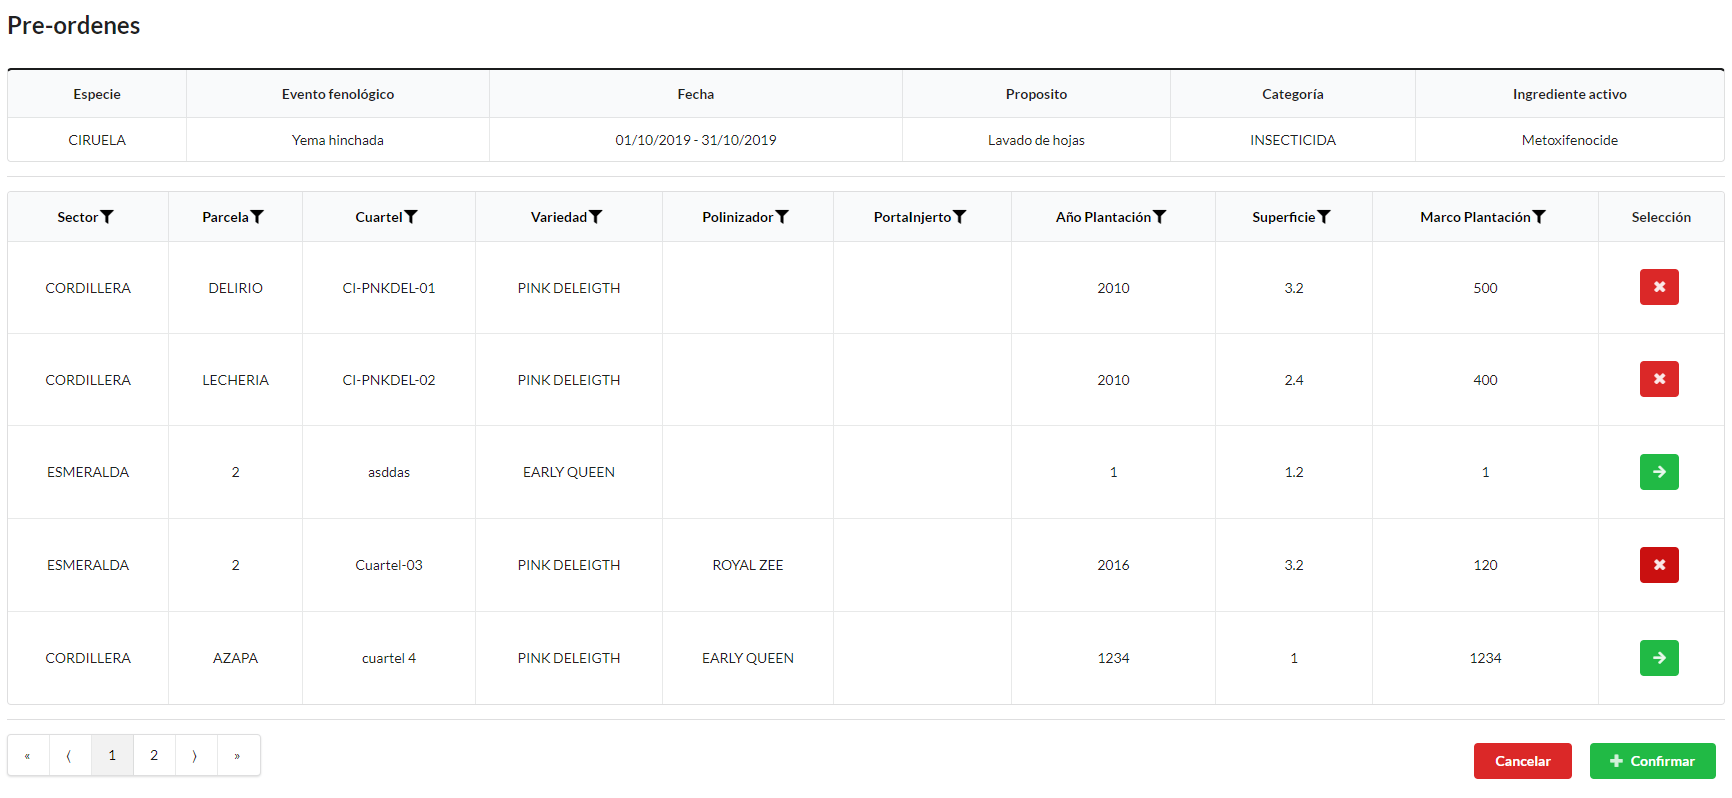 Pre-ordenes
Especie Evento fenológico Fecha Proposito Categoría Ingrediente activo
CIRUELA Yema hinchada 01/10/2019 - 31/10/2019 Lavado de hojas INSECTICIDA Metoxifenocide
Sector Parcela Cuartel Variedad Polinizador PortaInjerto Año Plantación Superficie Marco Plantación Selección
CORDILLERA DELIRIO CI-PNKDEL-01 PINK DELEIGTH 2010 3.2 500
CORDILLERA LECHERIA CI-PNKDEL-02 PINK DELEIGTH 2010 2.4 400
ESMERALDA 2 asddas EARLY QUEEN 1 1.2 1
ESMERALDA 2 Cuartel-03 PINK DELEIGTH ROYAL ZEE 2016 3.2 120
CORDILLERA AZAPA cuartel 4 PINK DELEIGTH EARLY QUEEN 1234 1 1234
« ⟨ 1 2 ⟩ »
Cancelar Confirmar